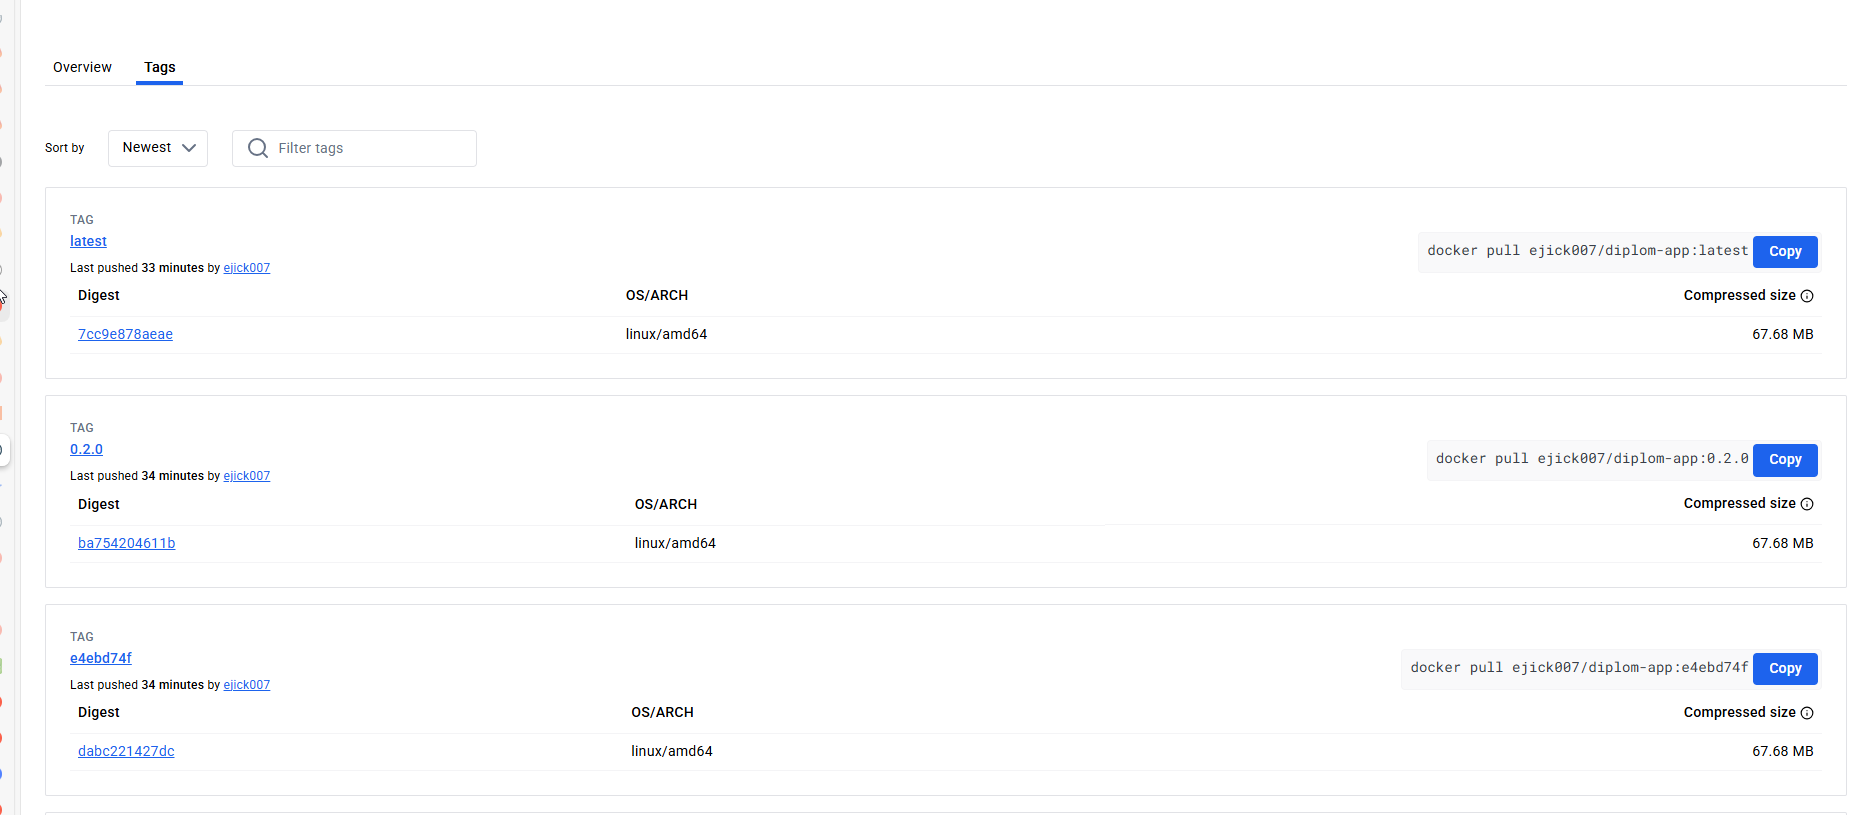 Overview Tags
Sort by Newest Filter tags
TAG
latest
docker pull ejick007/diplom-app:latest Copy
Last pushed 33 minutes by ejick007
Digest OS/ARCH Compressed size
7cc9e878aeae linux/amd64 67.68 MB
TAG
0.2.0
docker pull ejick007/diplom-app:0.2.0 Copy
Last pushed 34 minutes by ejick007
Digest OS/ARCH Compressed size
ba754204611b linux/amd64 67.68 MB
TAG
e4ebd74f
docker pull ejick007/diplom-app:e4ebd74f Copy
Last pushed 34 minutes by ejick007
Digest OS/ARCH Compressed size
dabc221427dc linux/amd64 67.68 MB